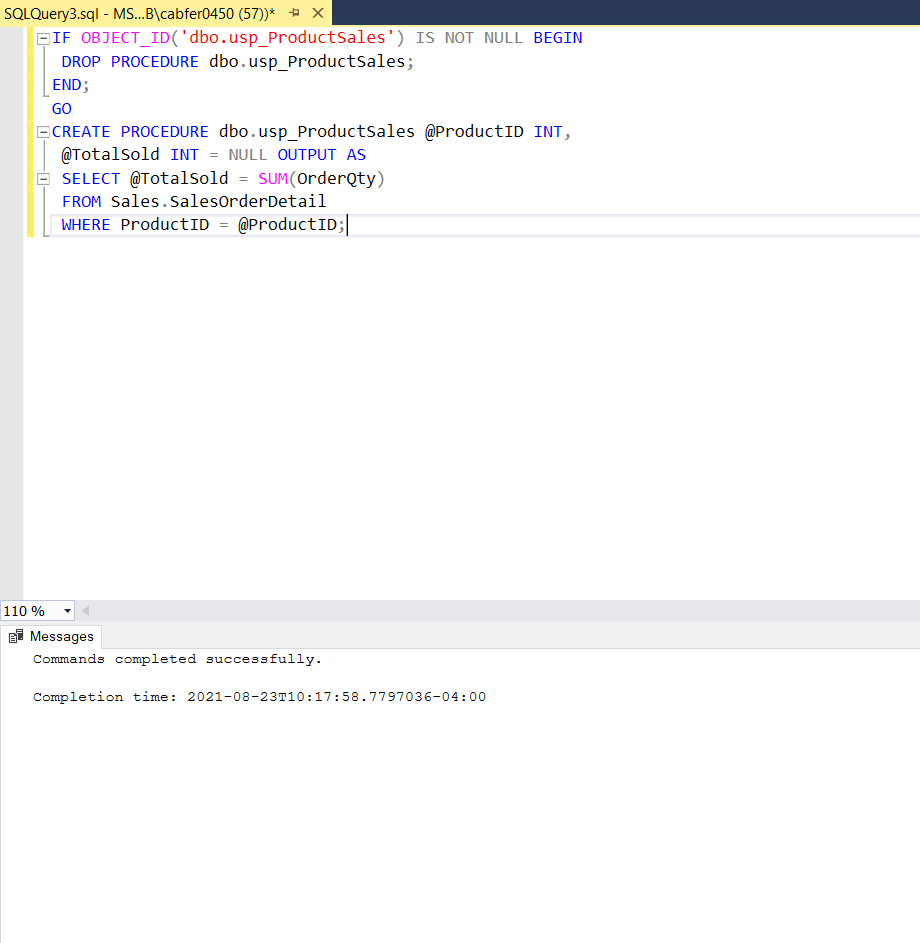 SQLQuery3.sql - MS...B\cabfer0450 (57))*
IF OBJECT_ID('dbo.usp_ProductSales') IS NOT NULL BEGIN
DROP PROCEDURE dbo.usp_ProductSales;
END;
GO
CREATE PROCEDURE dbo.usp_ProductSales @ProductID INT,
@TotalSold INT = NULL OUTPUT AS
SELECT @TotalSold = SUM(OrderQty)
FROM Sales.SalesOrderDetail
WHERE ProductID = @ProductID;
110 %
Messages
Commands completed successfully.
Completion time: 2021-08-23T10:17:58.7797036-04:00